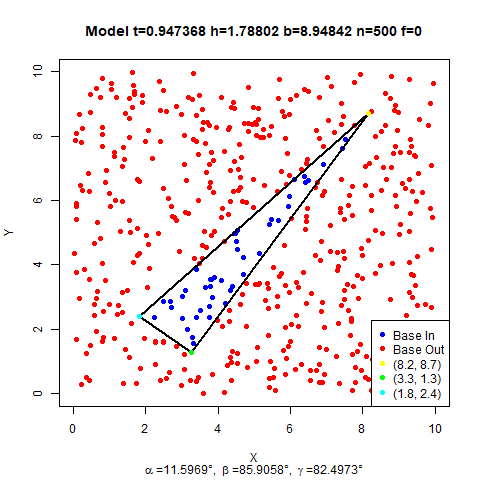 Model t=0.947368 h=1.78802 b=8.94842 n=500 f=0
Y
10
8
6
4
2
0
0 2 4 6 8 10
Base In
Base Out
(8.2, 8.7)
(3.3, 1.3)
(1.8, 2.4)
X
α=11.5969°, β=85.9058°, γ=82.4973°